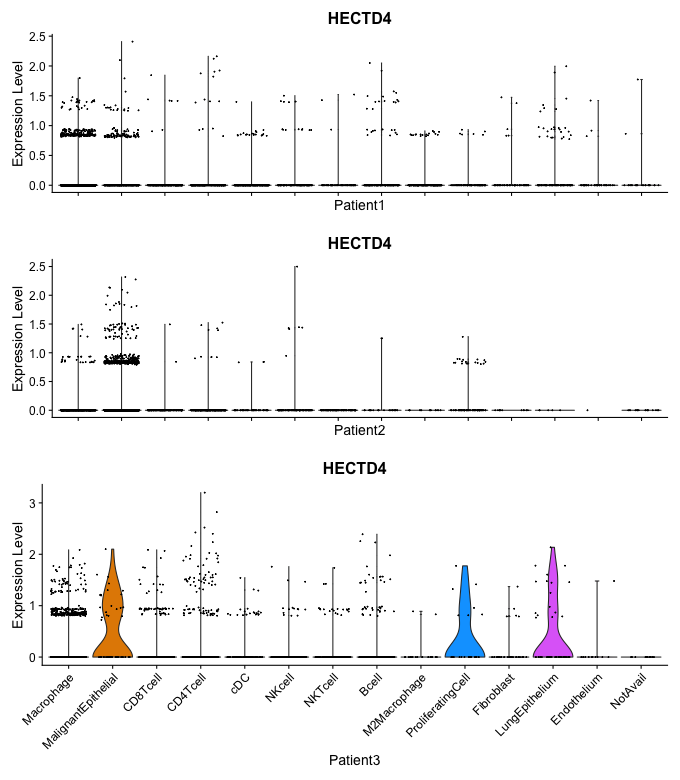 HECTD4
Expression Level
2.5
2.0
1.5
1.0
0.5
0.0
Patient1
HECTD4
Expression Level
2.5
2.0
1.5
1.0
0.5
0.0
Patient2
HECTD4
Expression Level
3
2
1
0
Macrophage
MalignantEpithelial
CD8Tcell
CD4Tcell
cDC
NKcell
NKTcell
Bcell
M2Macrophage
ProliferatingCell
Fibroblast
LungEpithelium
Endothelium
NotAvail
Patient3